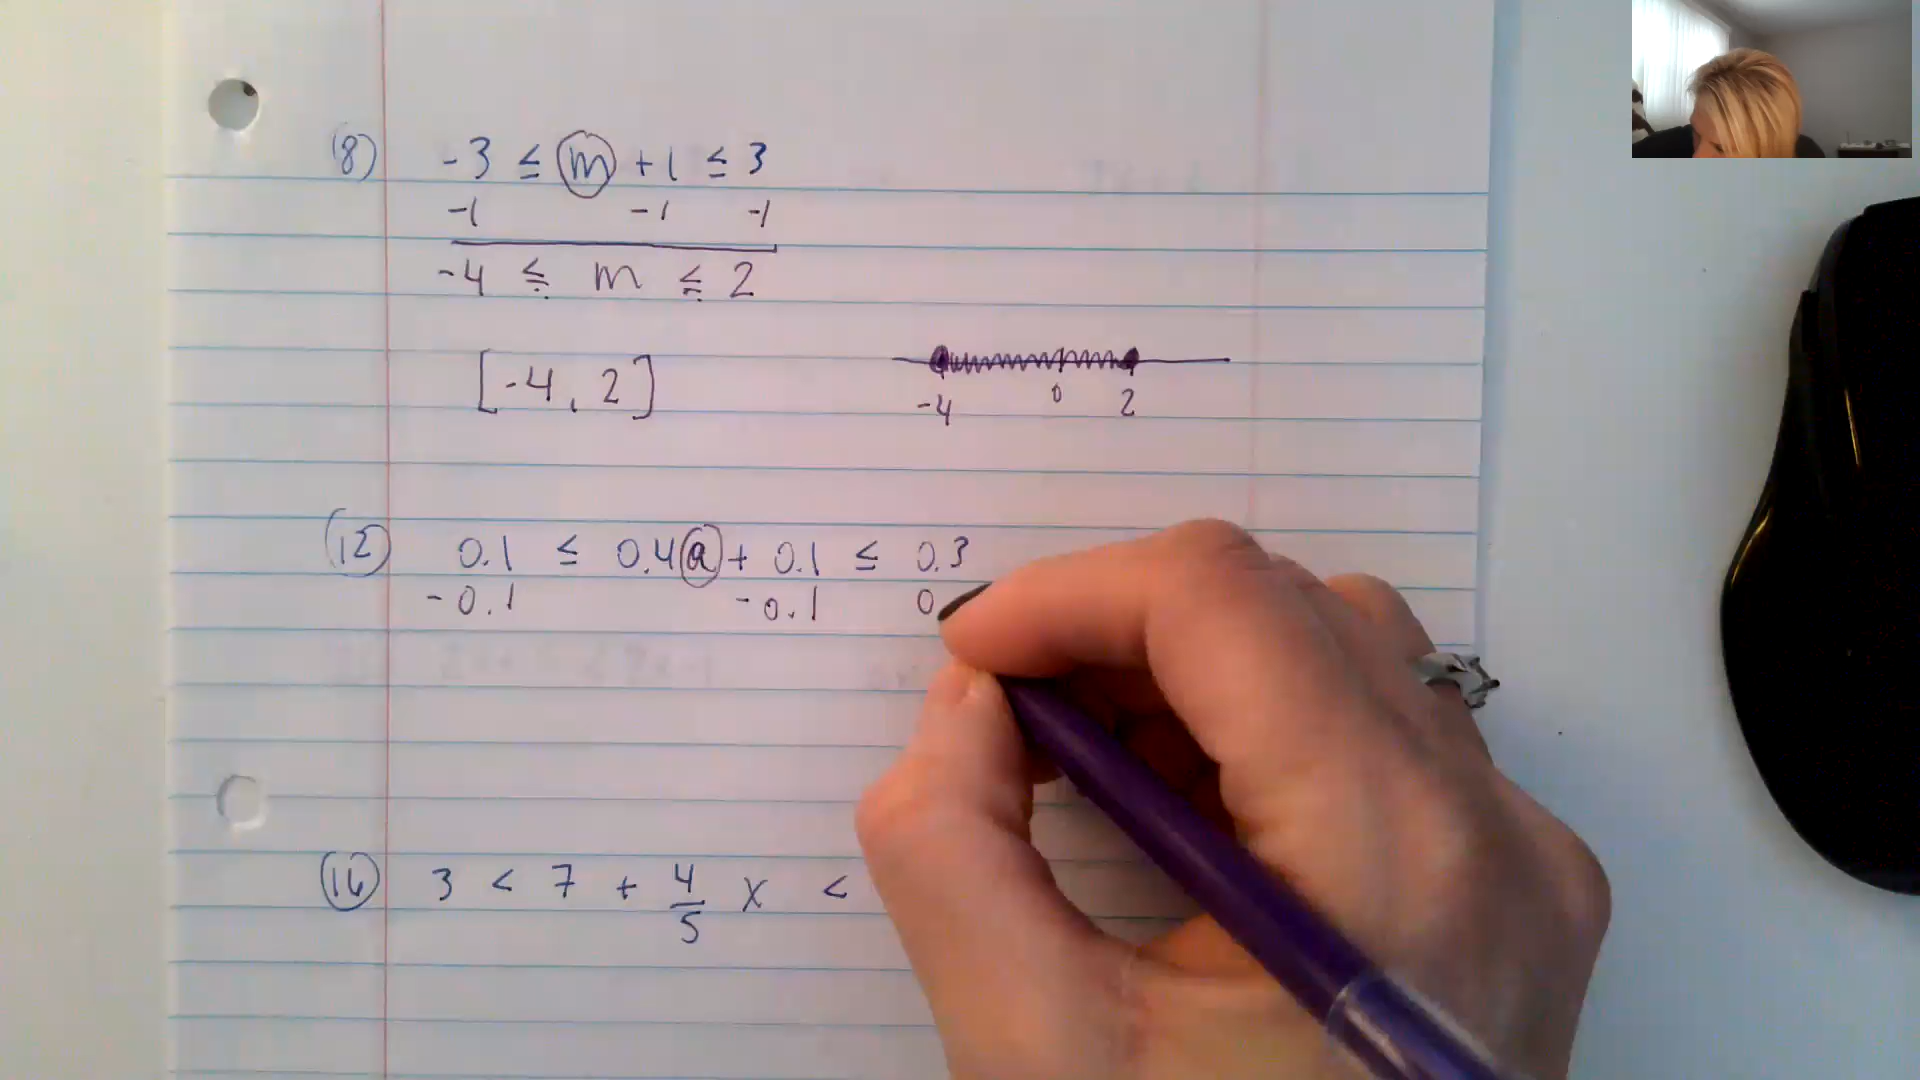 (8) -3 ≤ m + 1 ≤ 3
-1 -1 -1
-4 ≤ m ≤ 2
[-4, 2]
-4 0 2
(12) 0.1 ≤ 0.4a + 0.1 ≤ 0.3
-0.1 -0.1 0.
(16) 3 < 7 + 4/5 x <